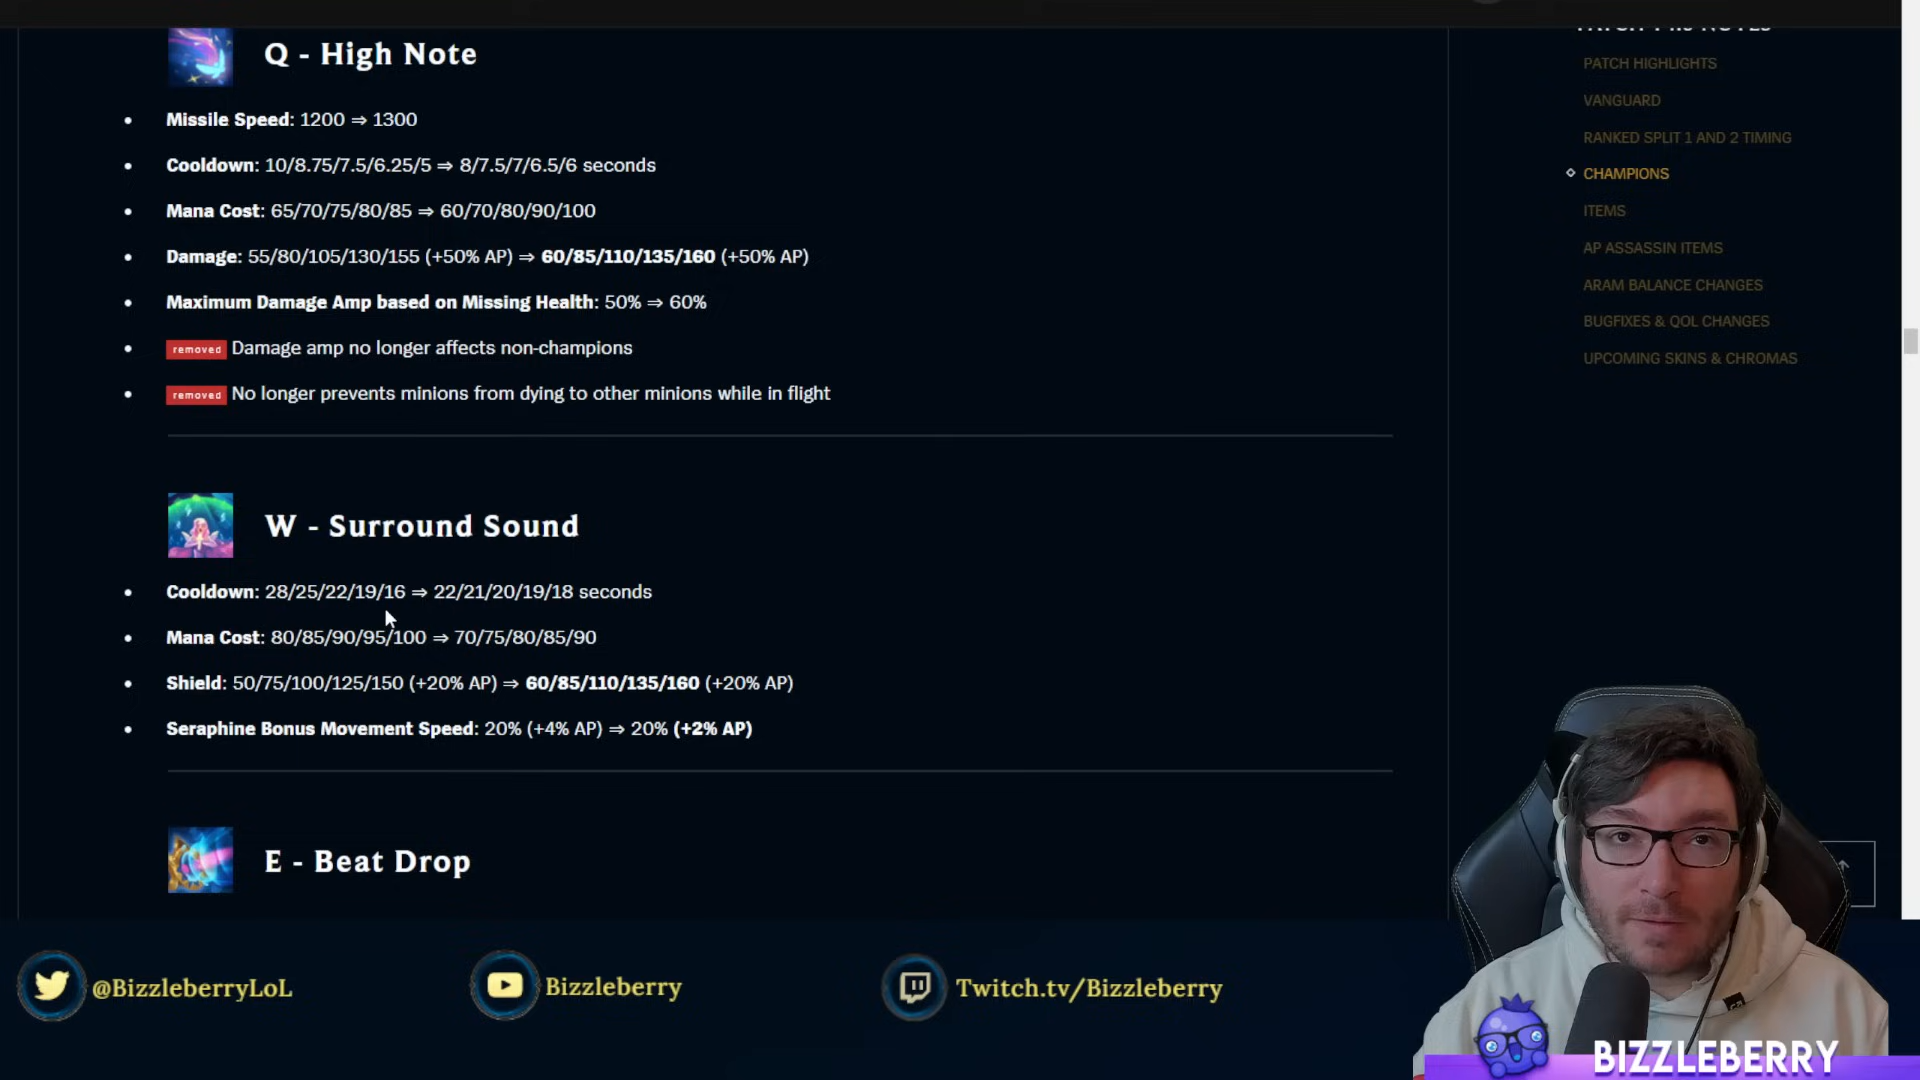 Q - High Note
Missile Speed: 1200 ⇒ 1300
Cooldown: 10/8.75/7.5/6.25/5 ⇒ 8/7.5/7/6.5/6 seconds
Mana Cost: 65/70/75/80/85 ⇒ 60/70/80/90/100
Damage: 55/80/105/130/155 (+50% AP) ⇒ 60/85/110/135/160 (+50% AP)
Maximum Damage Amp based on Missing Health: 50% ⇒ 60%
removed Damage amp no longer affects non-champions
removed No longer prevents minions from dying to other minions while in flight
W - Surround Sound
Cooldown: 28/25/22/19/16 ⇒ 22/21/20/19/18 seconds
Mana Cost: 80/85/90/95/100 ⇒ 70/75/80/85/90
Shield: 50/75/100/125/150 (+20% AP) ⇒ 60/85/110/135/160 (+20% AP)
Seraphine Bonus Movement Speed: 20% (+4% AP) ⇒ 20% (+2% AP)
E - Beat Drop
PATCH HIGHLIGHTS
VANGUARD
RANKED SPLIT 1 AND 2 TIMING
CHAMPIONS
ITEMS
AP ASSASSIN ITEMS
ARAM BALANCE CHANGES
BUGFIXES & QOL CHANGES
UPCOMING SKINS & CHROMAS
@BizzleberryLoL
Bizzleberry
Twitch.tv/Bizzleberry
BIZZLEBERRY